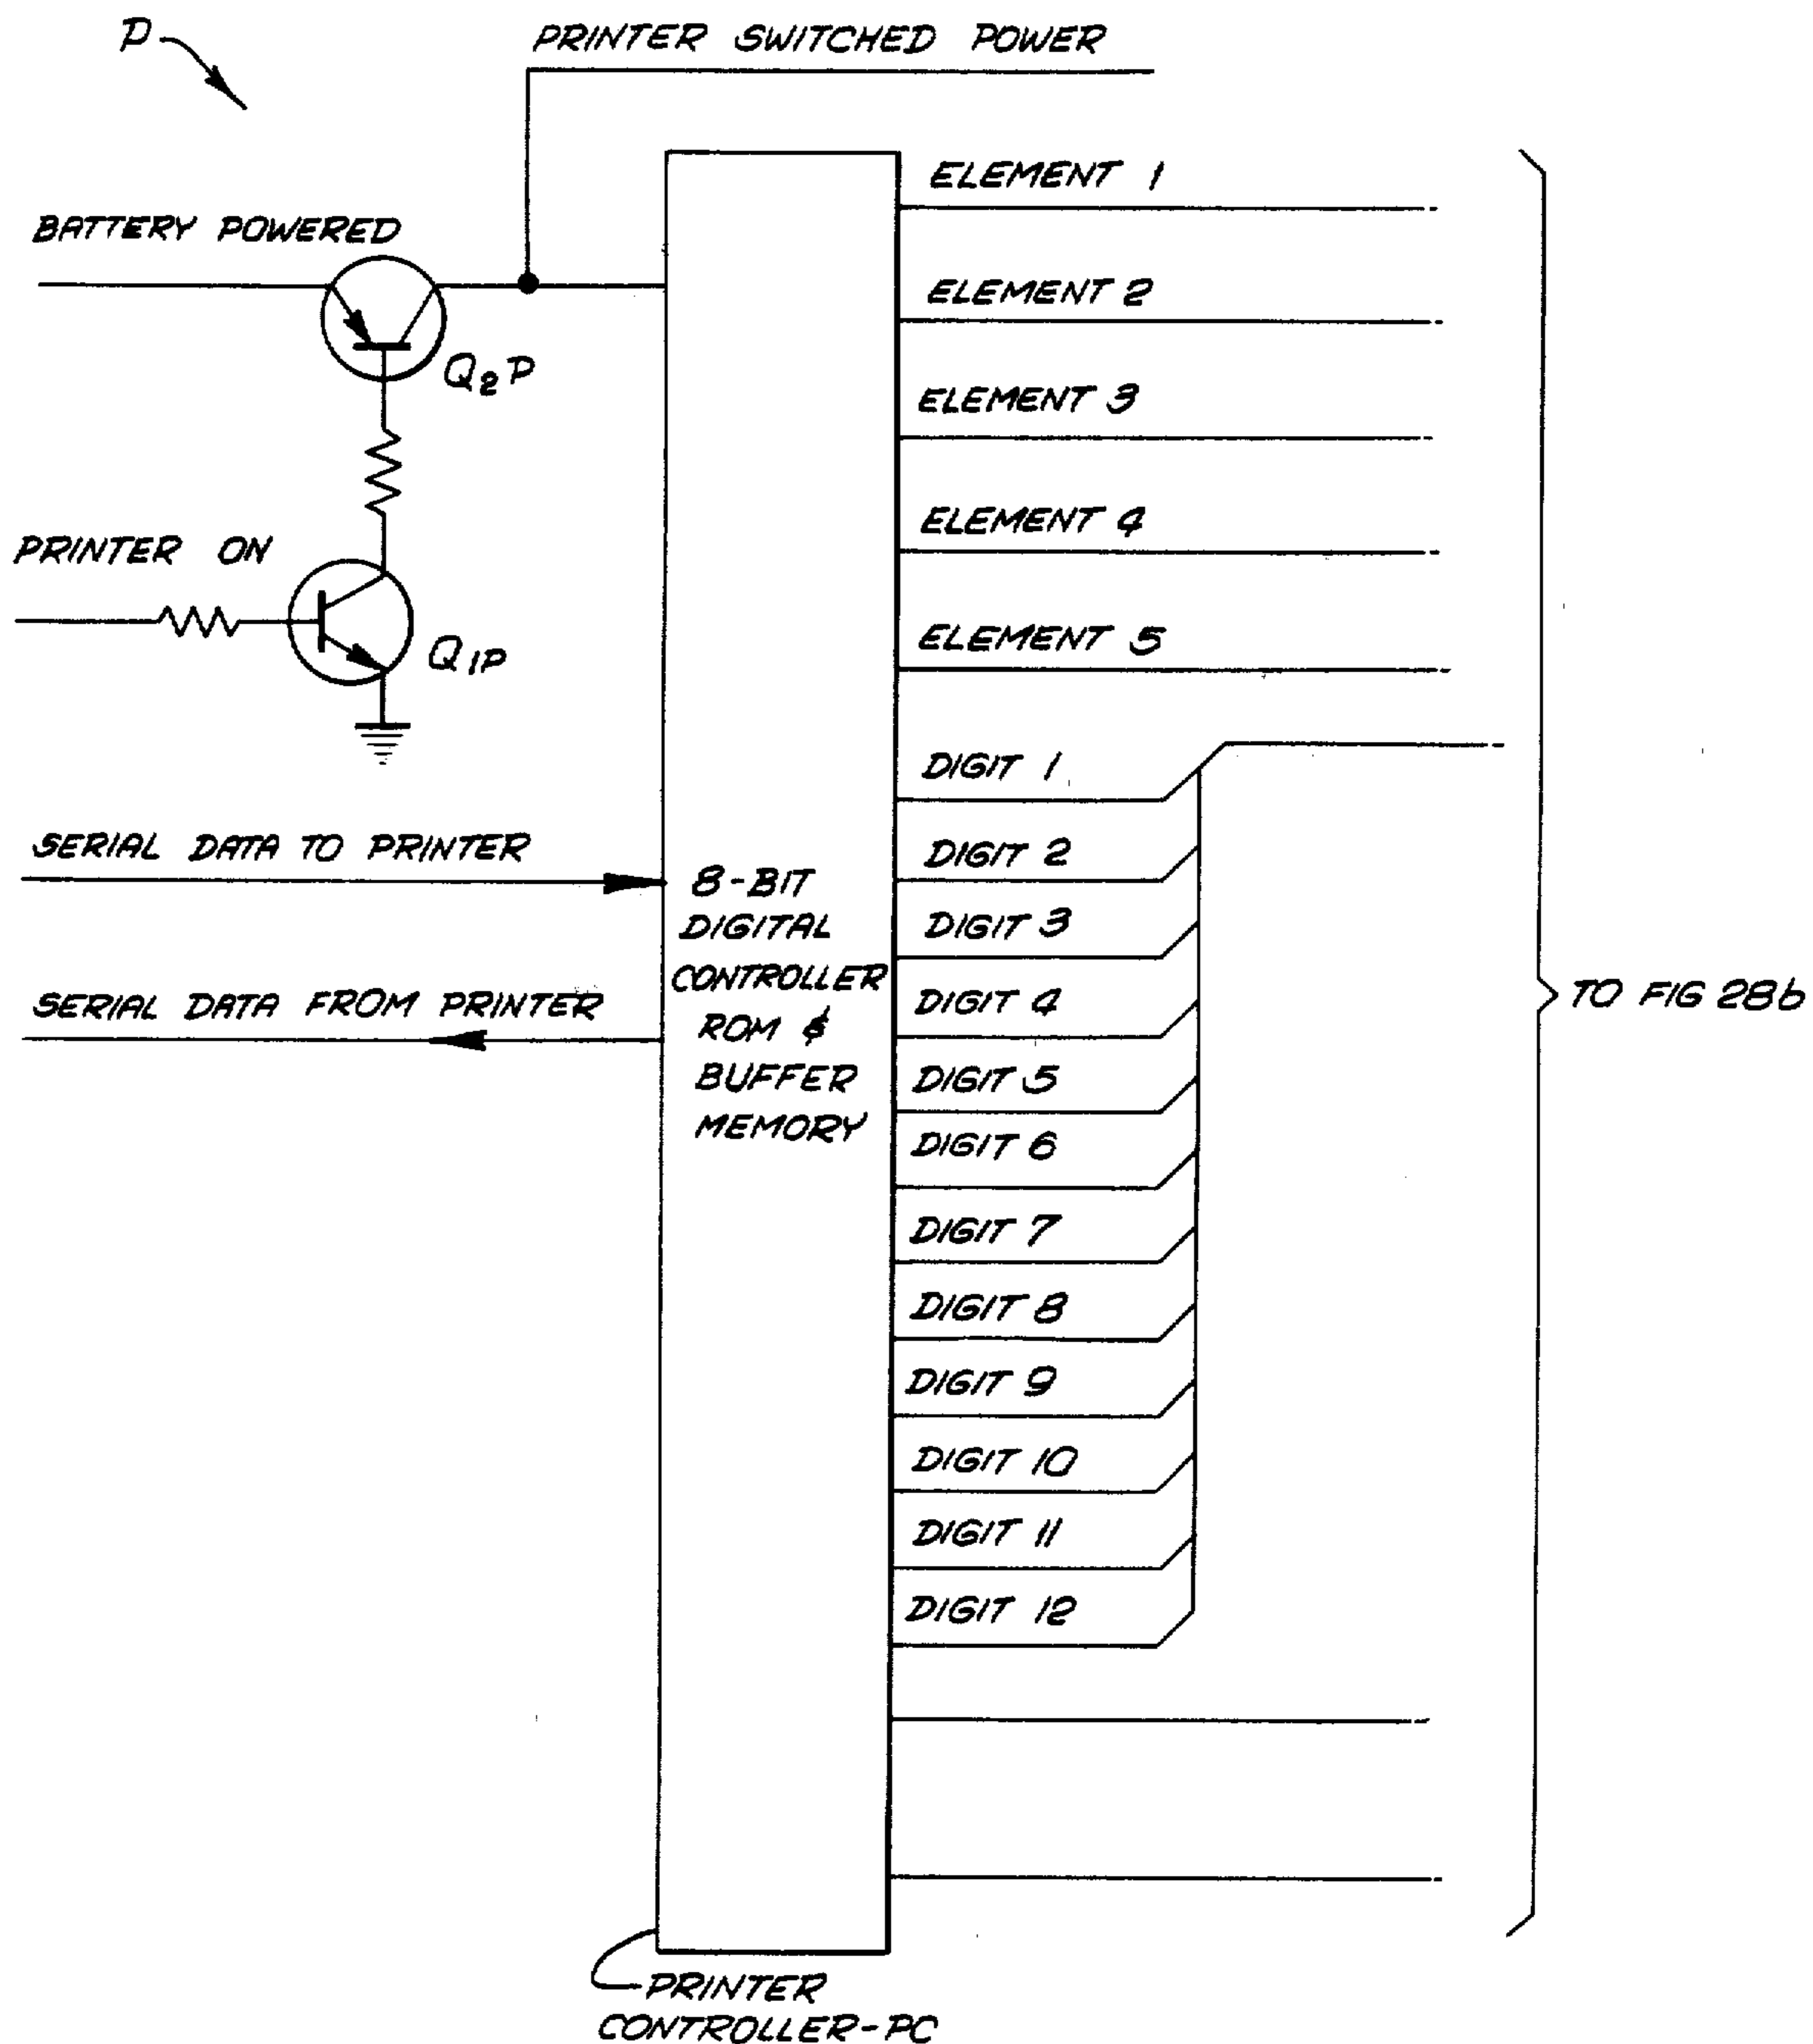 P
PRINTER SWITCHED POWER
BATTERY POWERED
Q2P
PRINTER ON
Q1P
SERIAL DATA TO PRINTER
SERIAL DATA FROM PRINTER
8-BIT
DIGITAL
CONTROLLER
ROM &
BUFFER
MEMORY
ELEMENT 1
ELEMENT 2
ELEMENT 3
ELEMENT 4
ELEMENT 5
DIGIT 1
DIGIT 2
DIGIT 3
DIGIT 4
DIGIT 5
DIGIT 6
DIGIT 7
DIGIT 8
DIGIT 9
DIGIT 10
DIGIT 11
DIGIT 12
TO FIG 28b
PRINTER
CONTROLLER-PC